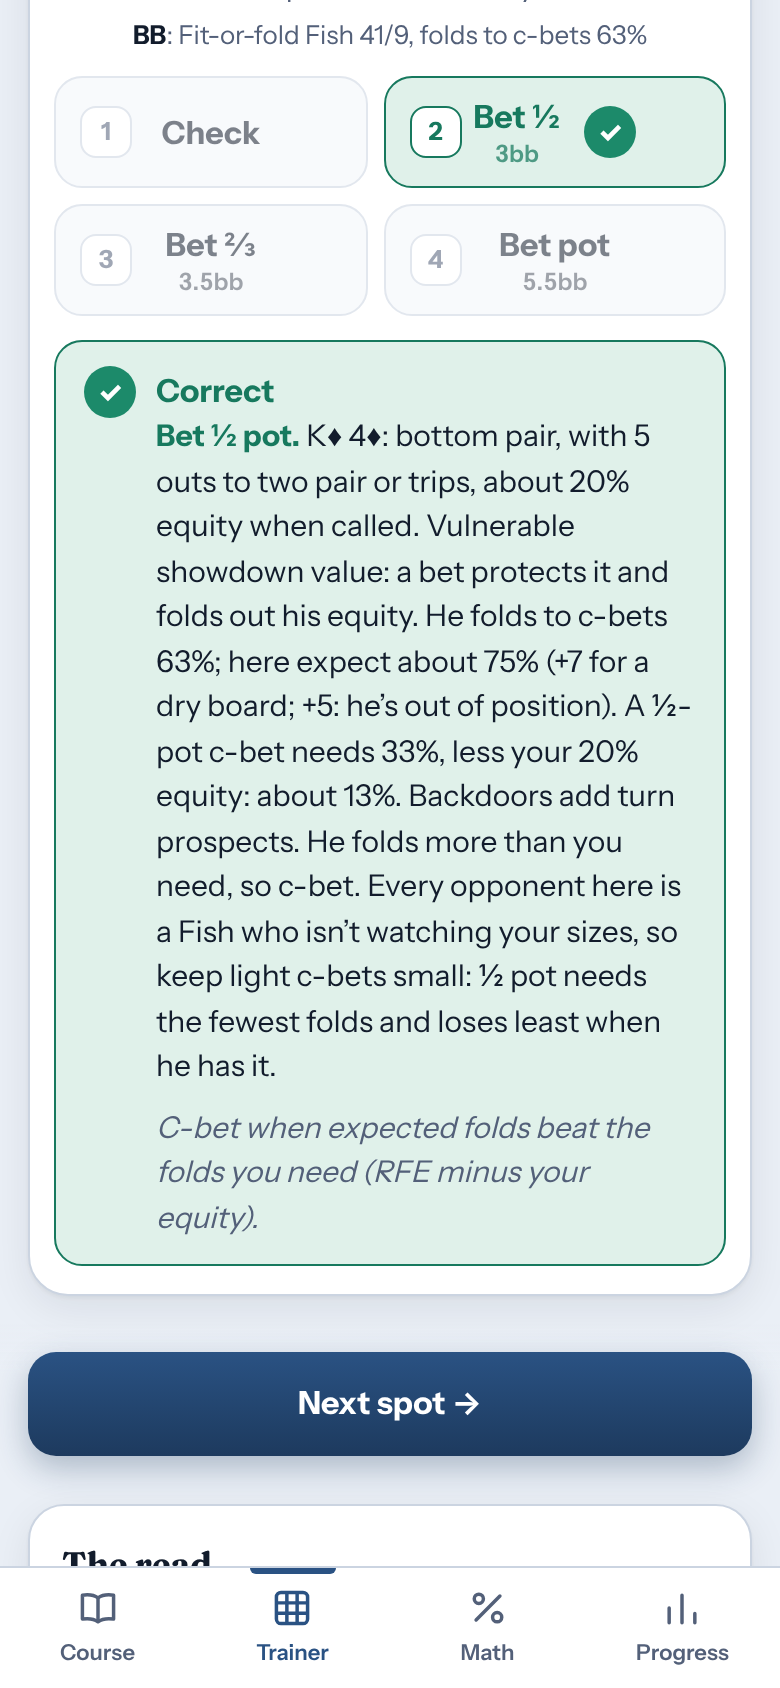 BB: Fit-or-fold Fish 41/9, folds to c-bets 63%
1 Check
2 Bet ½
3bb
3 Bet ⅔
3.5bb
4 Bet pot
5.5bb
Correct
Bet ½ pot. K♦ 4♦: bottom pair, with 5
outs to two pair or trips, about 20%
equity when called. Vulnerable
showdown value: a bet protects it and
folds out his equity. He folds to c-bets
63%; here expect about 75% (+7 for a
dry board; +5: he’s out of position). A ½-
pot c-bet needs 33%, less your 20%
equity: about 13%. Backdoors add turn
prospects. He folds more than you
need, so c-bet. Every opponent here is
a Fish who isn’t watching your sizes, so
keep light c-bets small: ½ pot needs
the fewest folds and loses least when
he has it.
C-bet when expected folds beat the
folds you need (RFE minus your
equity).
Next spot →
The read
Course
Trainer
Math
Progress